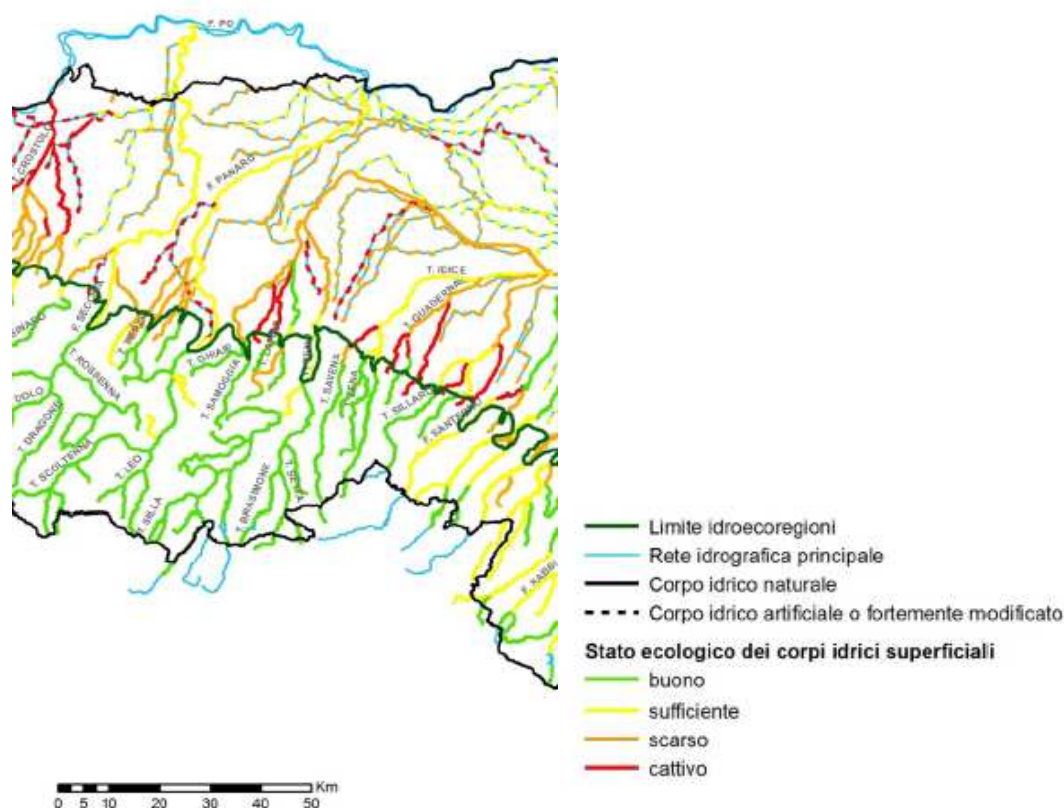 F. PO
T. CROSTOLO
F. PANARO
T. IDICE
T. QUADERNA
F. SECCHIA
T. ROSSENNA
T. GHIAIE
T. SAMOGGIA
T. SAVENA
T. SILLARO
F. SANTERNO
DOLO
T. DRAGONE
T. SCOLTENNA
T. LEO
T. SILLA
T. BRASIMONE
T. SETTA
Limite idroecoregioni
Rete idrografica principale
Corpo idrico naturale
Corpo idrico artificiale o fortemente modificato
Stato ecologico dei corpi idrici superficiali
buono
sufficiente
scarso
cattivo
Km
0 5 10 20 30 40 50